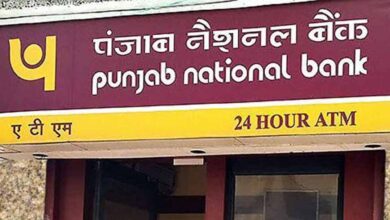 पंजाब नैशनल बैंक
punjab national bank
ए टी एम 24 HOUR ATM